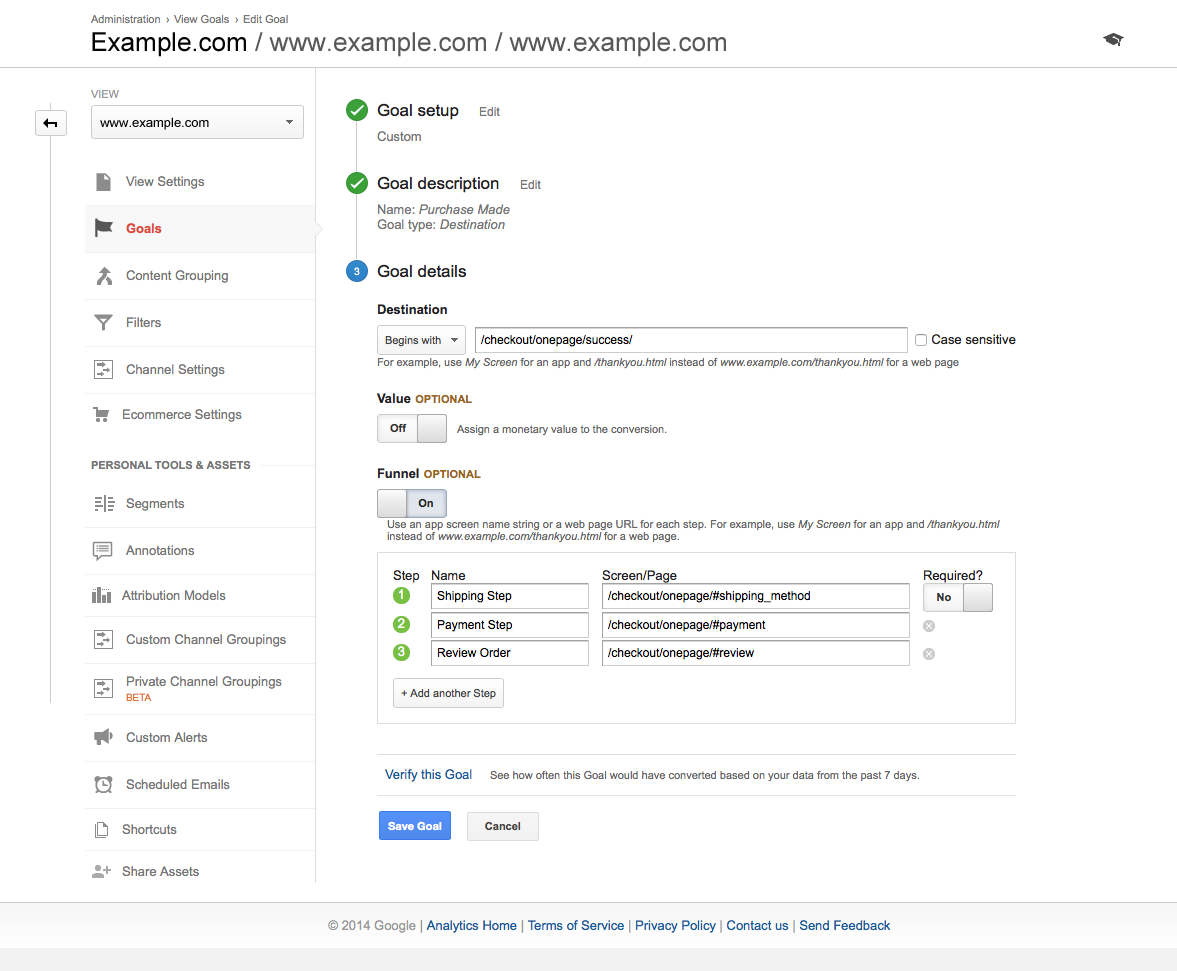 Administration › View Goals › Edit Goal
Example.com / www.example.com / www.example.com
VIEW
www.example.com
View Settings
Goals
Content Grouping
Filters
Channel Settings
Ecommerce Settings
PERSONAL TOOLS & ASSETS
Segments
Annotations
Attribution Models
Custom Channel Groupings
Private Channel Groupings
BETA
Custom Alerts
Scheduled Emails
Shortcuts
Share Assets
Goal setup Edit
Custom
Goal description Edit
Name: Purchase Made
Goal type: Destination
3 Goal details
Destination
Begins with /checkout/onepage/success/ Case sensitive
For example, use My Screen for an app and /thankyou.html instead of www.example.com/thankyou.html for a web page
Value OPTIONAL
Off Assign a monetary value to the conversion.
Funnel OPTIONAL
On
Use an app screen name string or a web page URL for each step. For example, use My Screen for an app and /thankyou.html
instead of www.example.com/thankyou.html for a web page.
Step Name Screen/Page Required?
1 Shipping Step /checkout/onepage/#shipping_method No
2 Payment Step /checkout/onepage/#payment
3 Review Order /checkout/onepage/#review
+ Add another Step
Verify this Goal See how often this Goal would have converted based on your data from the past 7 days.
Save Goal Cancel
© 2014 Google | Analytics Home | Terms of Service | Privacy Policy | Contact us | Send Feedback